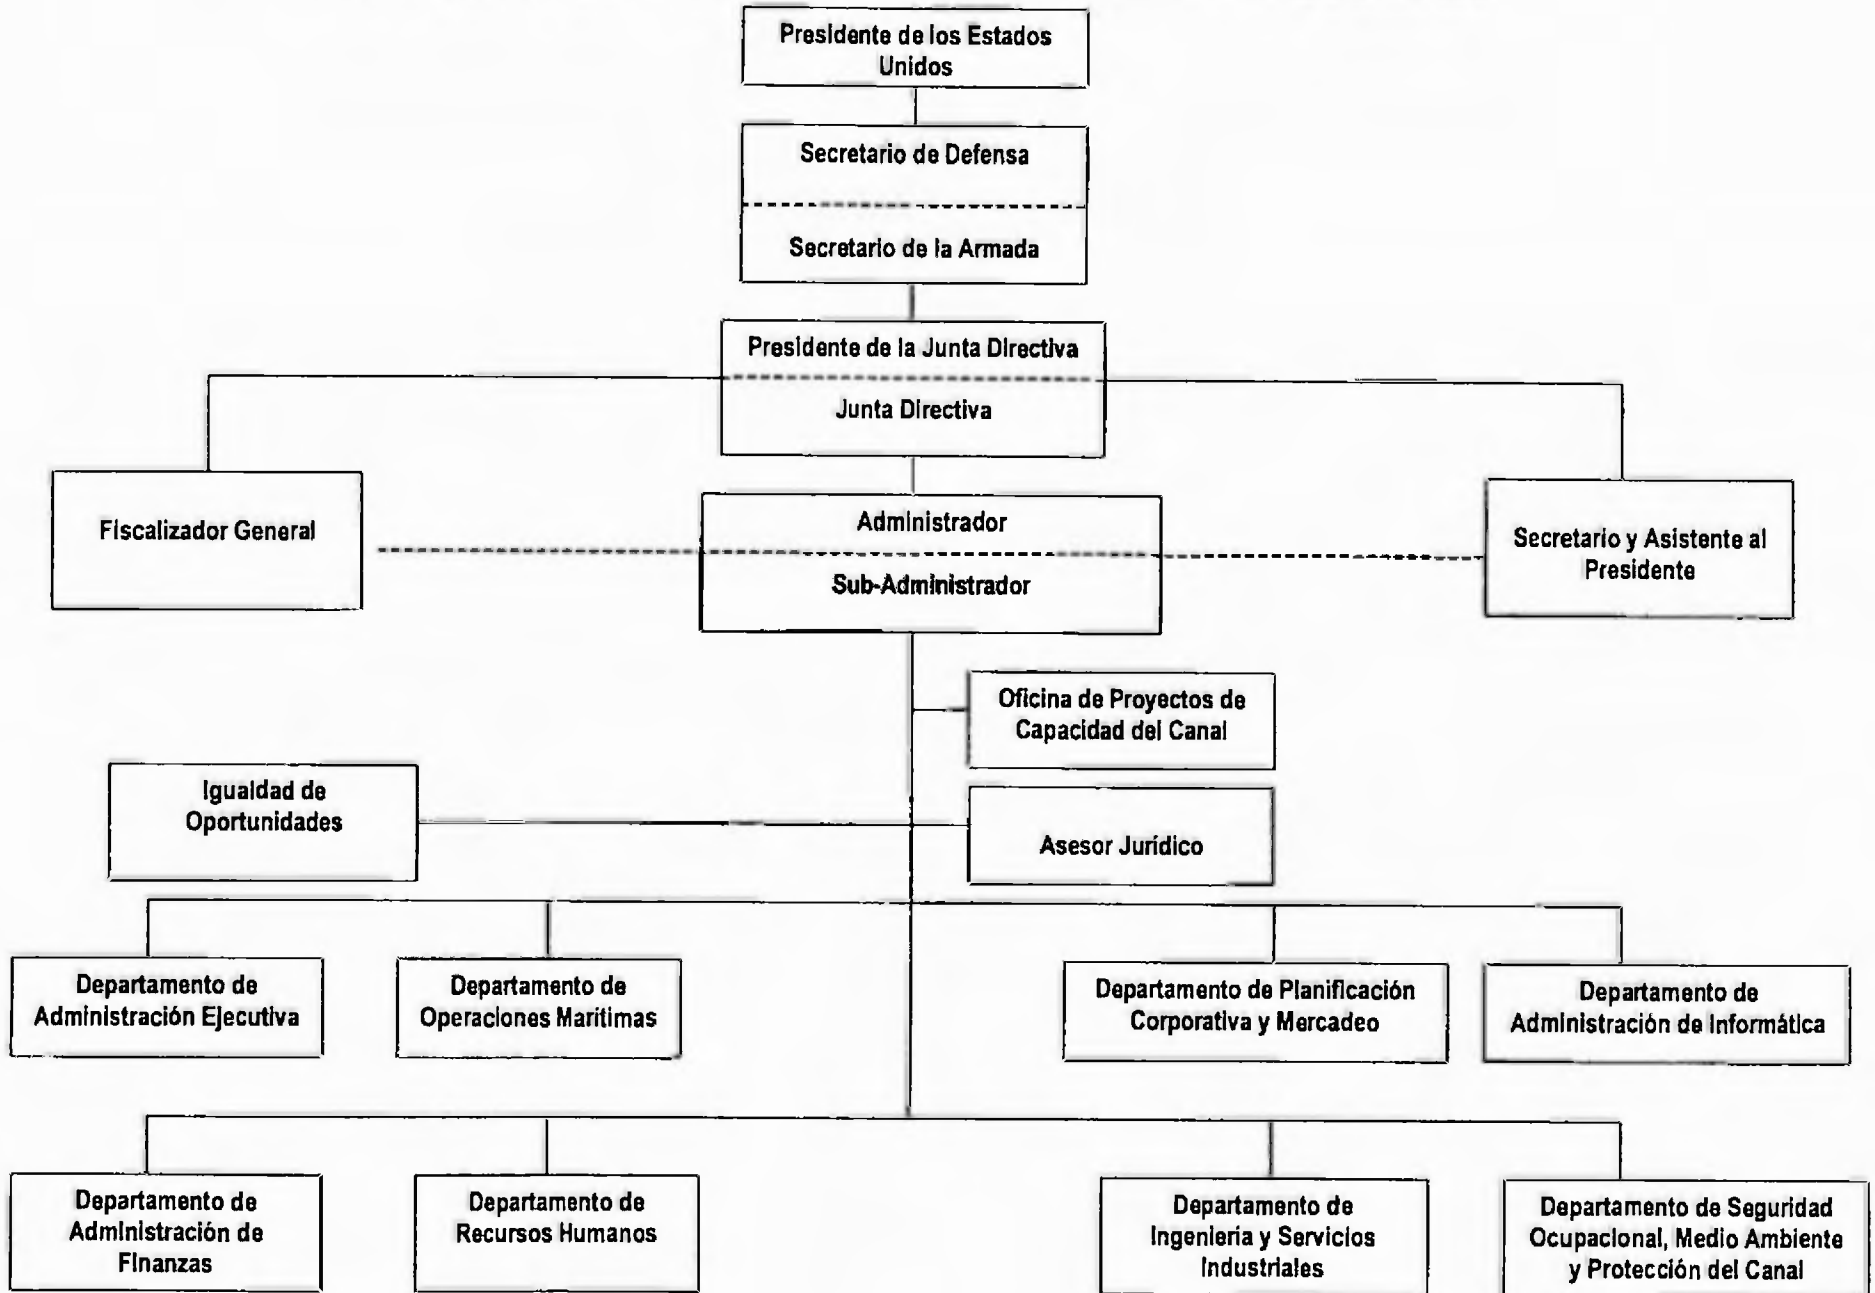 Presidente de los Estados
Unidos
Secretario de Defensa
Secretario de la Armada
Presidente de la Junta Directiva
Junta Directiva
Fiscalizador General
Administrador
Sub-Administrador
Secretario y Asistente al
Presidente
Oficina de Proyectos de
Capacidad del Canal
Igualdad de
Oportunidades
Asesor Jurídico
Departamento de
Administración Ejecutiva
Departamento de
Operaciones Marítimas
Departamento de Planificación
Corporativa y Mercadeo
Departamento de
Administración de Informática
Departamento de
Administración de
Finanzas
Departamento de
Recursos Humanos
Departamento de
Ingeniería y Servicios
Industriales
Departamento de Seguridad
Ocupacional, Medio Ambiente
y Protección del Canal